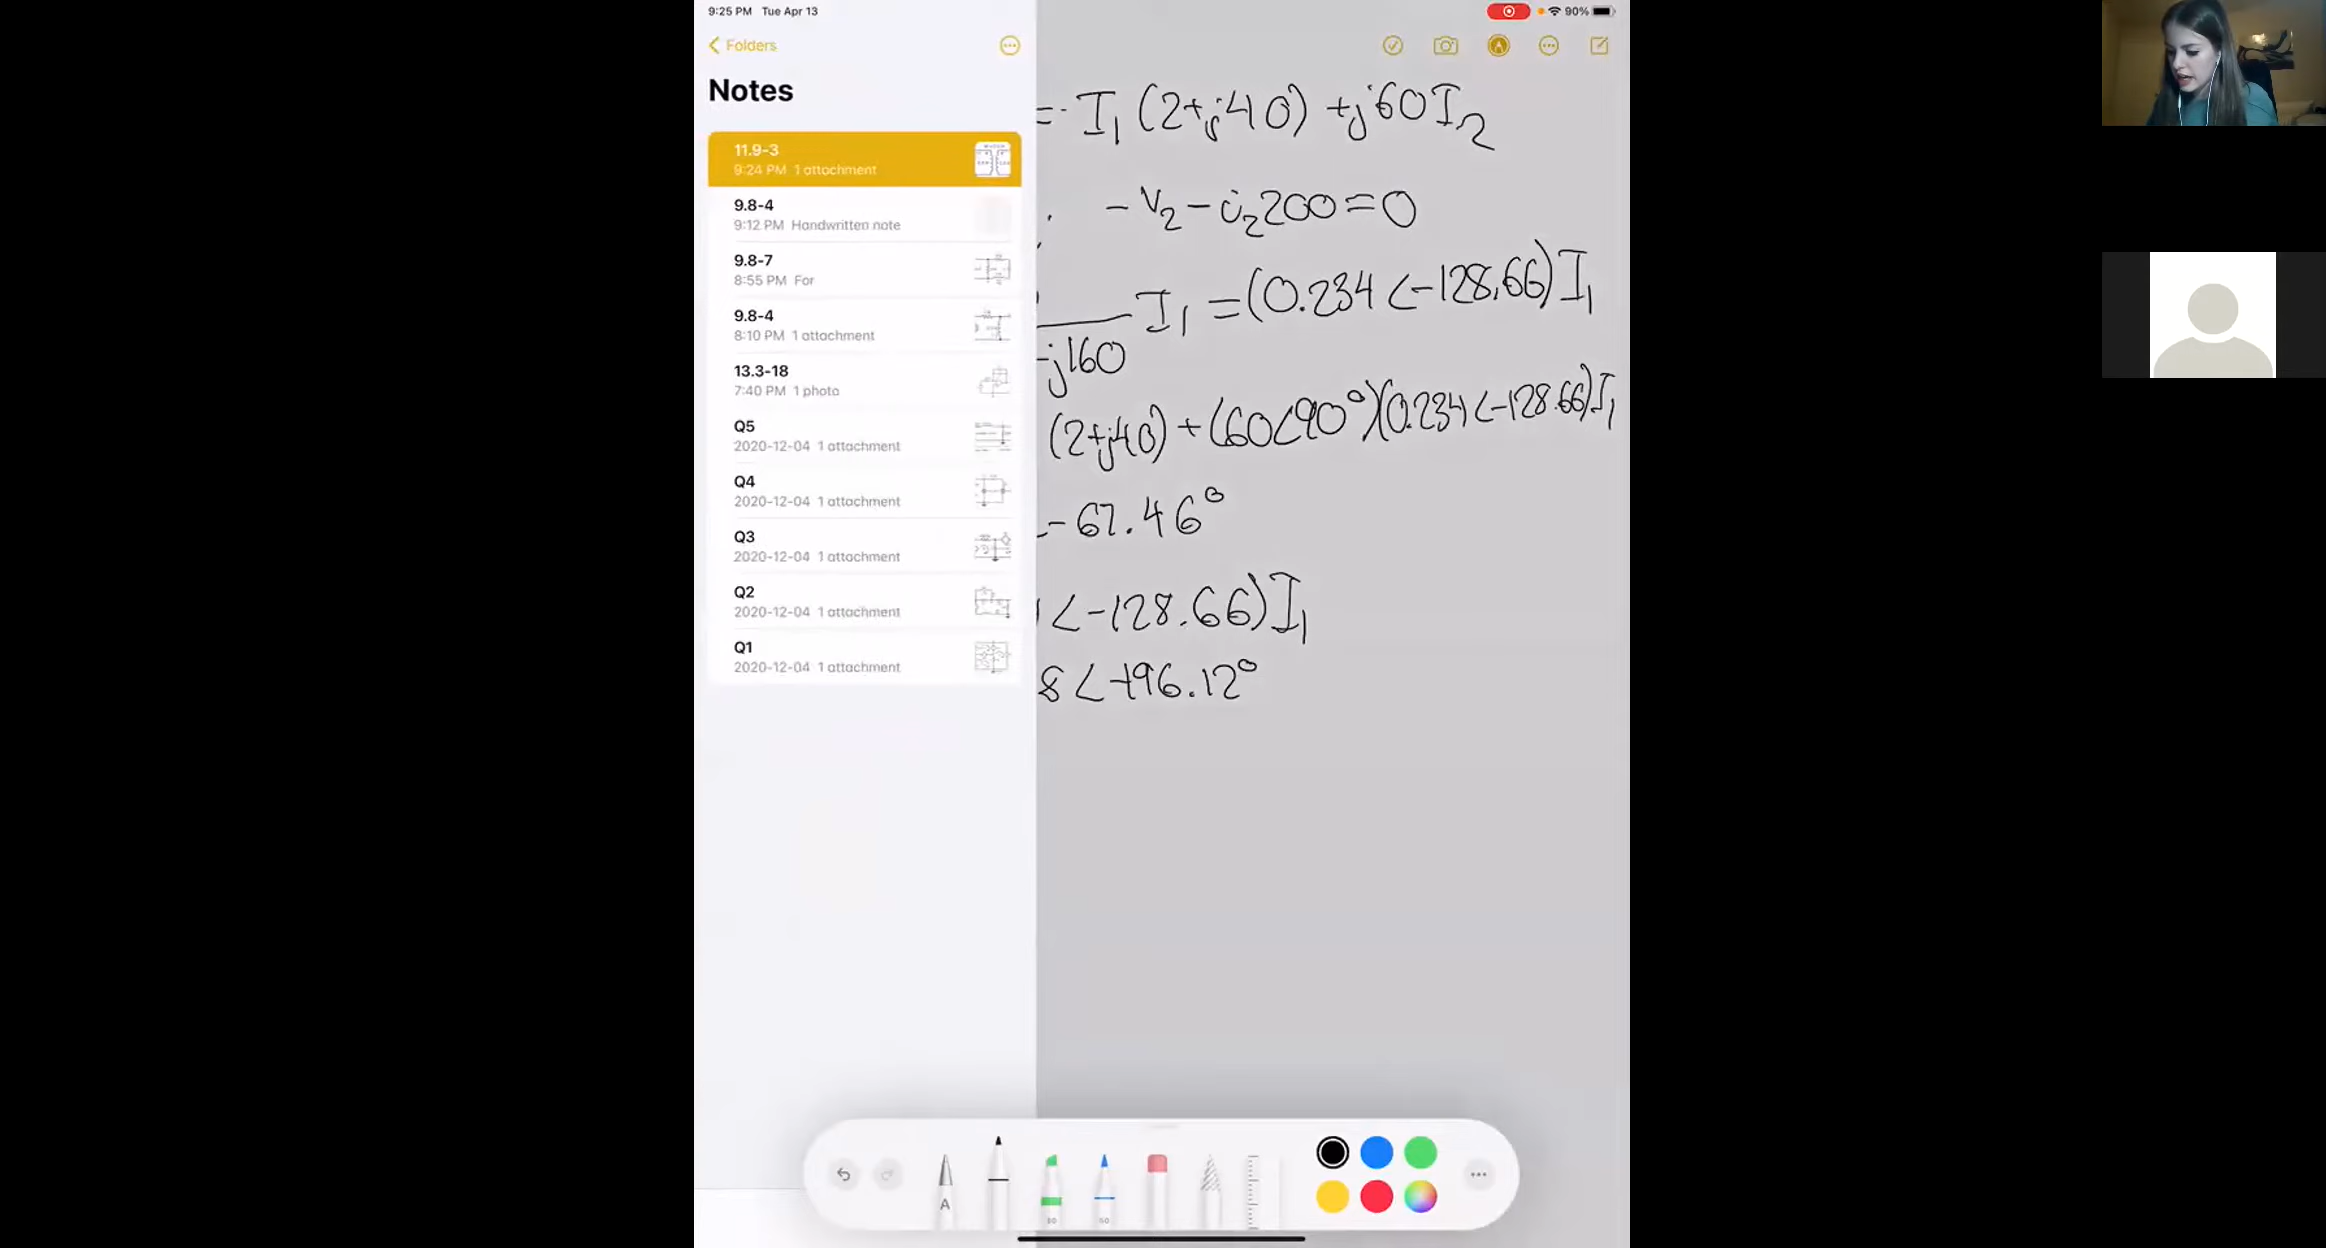 9:25 PM Tue Apr 13
90%
Folders
Notes
11.9-3
9:24 PM 1 attachment
9.8-4
9:12 PM Handwritten note
9.8-7
8:55 PM For
9.8-4
8:10 PM 1 attachment
13.3-18
7:40 PM 1 photo
Q5
2020-12-04 1 attachment
Q4
2020-12-04 1 attachment
Q3
2020-12-04 1 attachment
Q2
2020-12-04 1 attachment
Q1
2020-12-04 1 attachment
= I₁ (2+j40) +j60I₂
-V₂ - i₂200=0
I₁ =(0.234<-128.66)I₁
-j160
(2+j40) + (60<90°)(0.234<-128.66)I₁
-67.46°
<-128.66)I₁
8<-196.12°
A
80
50